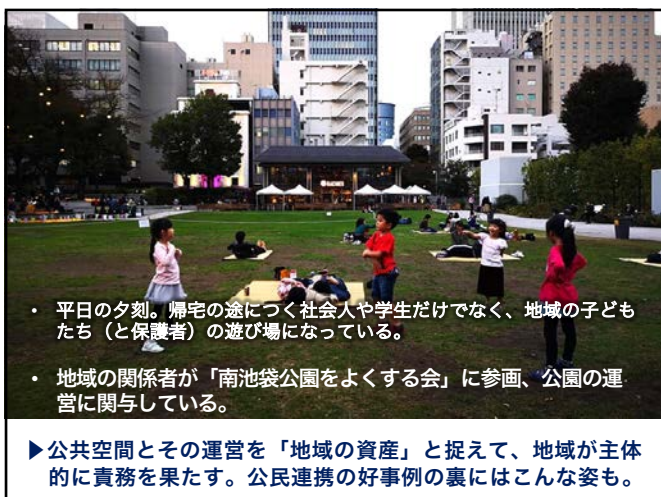 • 平日の夕刻。帰宅の途につく社会人や学生だけでなく、地域の子ども
たち（と保護者）の遊び場になっている。
• 地域の関係者が「南池袋公園をよくする会」に参画、公園の運
営に関与している。
▶公共空間とその運営を「地域の資産」と捉えて、地域が主体
的に責務を果たす。公民連携の好事例の裏にはこんな姿も。